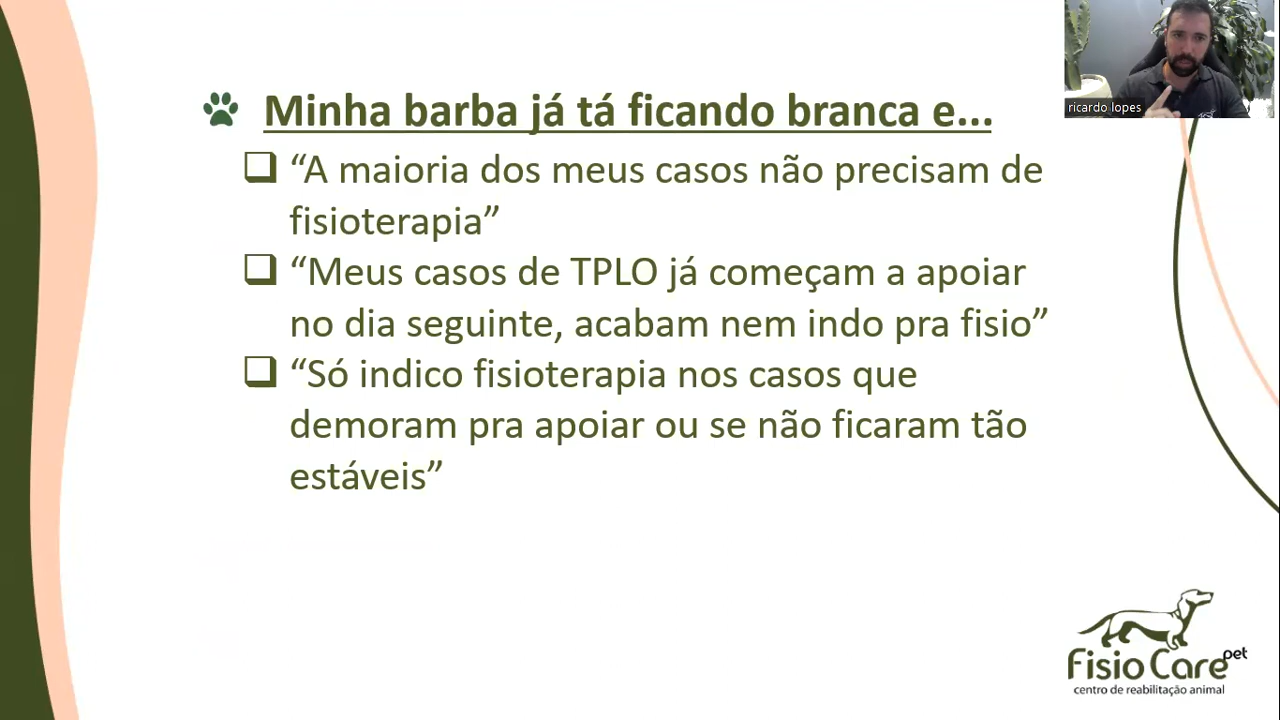 ricardo lopes
Minha barba já tá ficando branca e...
“A maioria dos meus casos não precisam de
fisioterapia”
“Meus casos de TPLO já começam a apoiar
no dia seguinte, acabam nem indo pra fisio”
“Só indico fisioterapia nos casos que
demoram pra apoiar ou se não ficaram tão
estáveis”
Fisio Care pet
centro de reabilitação animal